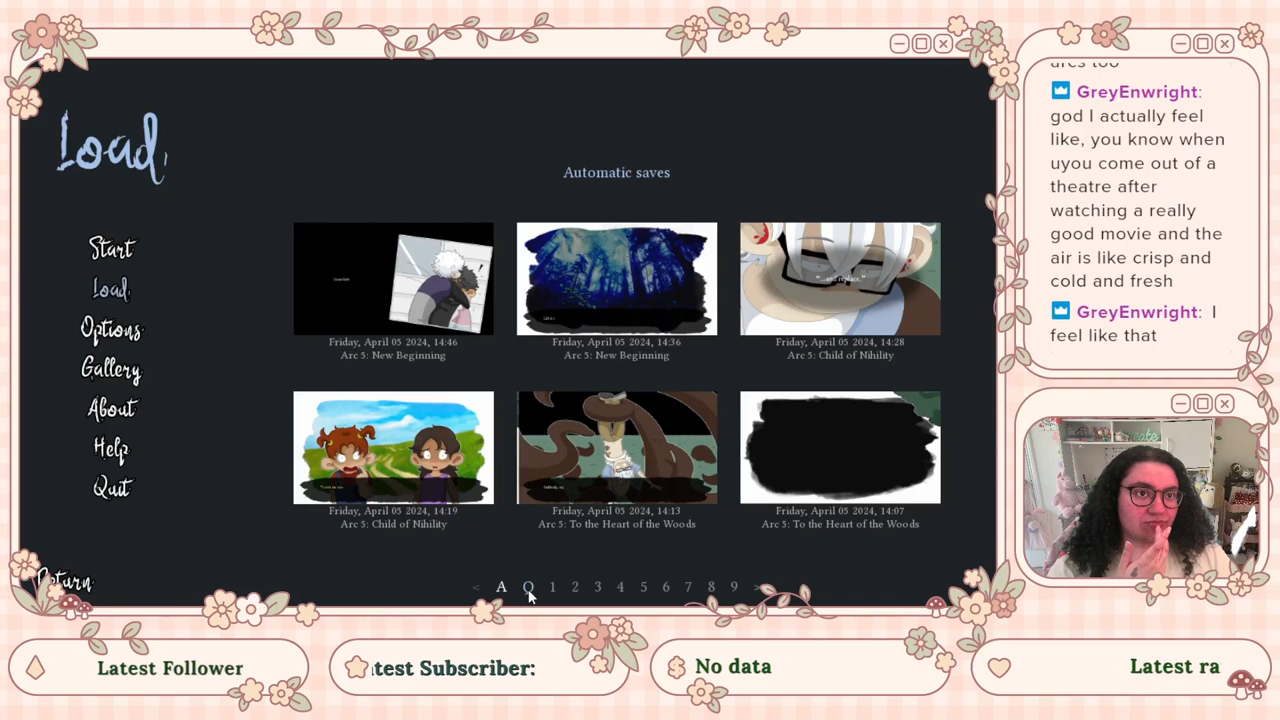 Load
Automatic saves
Start
Load
Options
Gallery
About
Help
Quit
Return
"...and replace."
Friday, April 05 2024, 14:46
Arc 5: New Beginning
Friday, April 05 2024, 14:36
Arc 5: New Beginning
Friday, April 05 2024, 14:28
Arc 5: Child of Nihility
Friday, April 05 2024, 14:19
Arc 5: Child of Nihility
Friday, April 05 2024, 14:13
Arc 5: To the Heart of the Woods
Friday, April 05 2024, 14:07
Arc 5: To the Heart of the Woods
< A Q 1 2 3 4 5 6 7 8 9 >
arcs too
GreyEnwright:
god I actually feel
like, you know when
uyou come out of a
theatre after
watching a really
good movie and the
air is like crisp and
cold and fresh
GreyEnwright: I
feel like that
create
Latest Follower
atest Subscriber:
No data
Latest ra